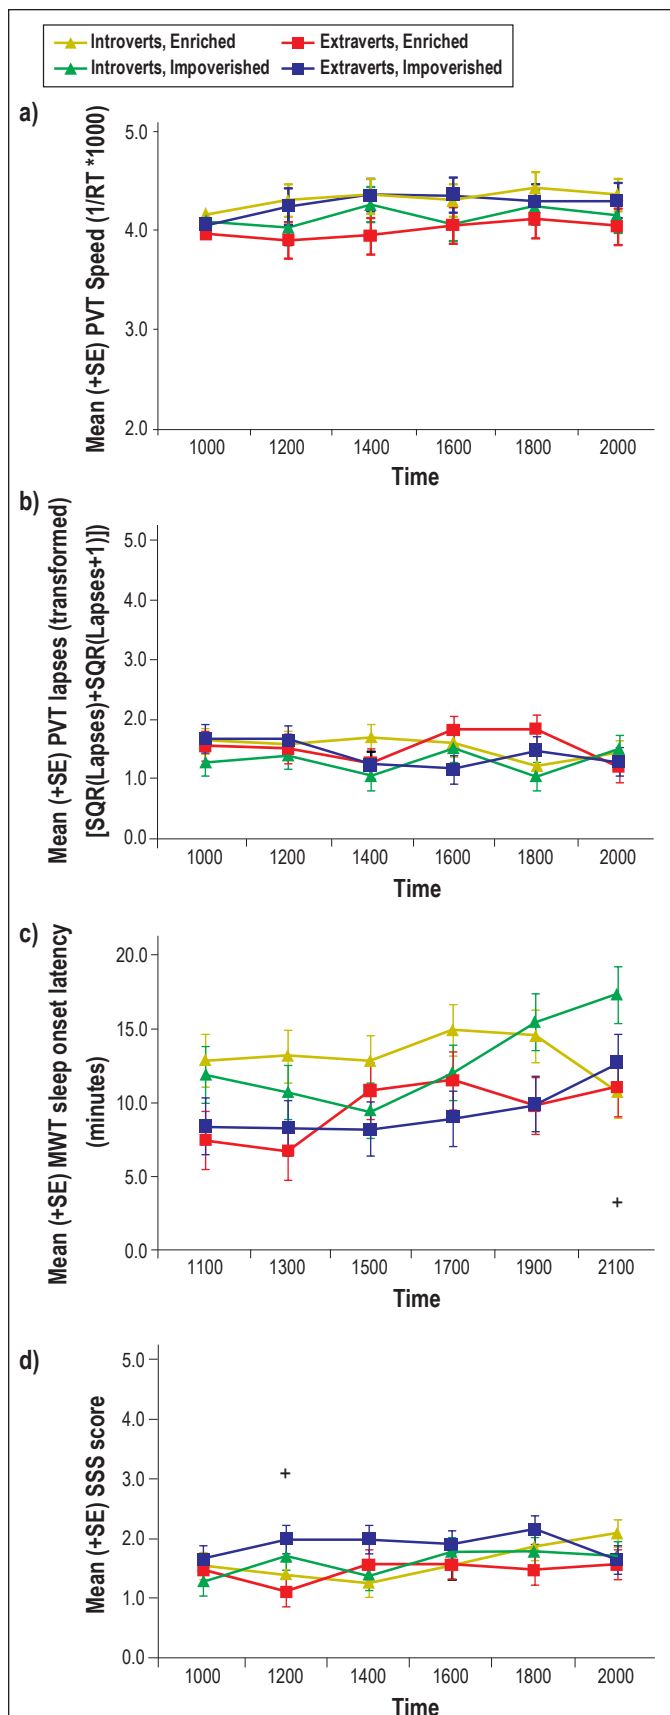 Introverts, Enriched
Extraverts, Enriched
Introverts, Impoverished
Extraverts, Impoverished
a)
Mean (+SE) PVT Speed (1/RT *1000)
5.0
4.0
3.0
2.0
1000 1200 1400 1600 1800 2000
Time
b)
Mean (+SE) PVT lapses (transformed)
[SQR(Lapses)+SQR(Lapses+1)])
5.0
4.0
3.0
2.0
1.0
0.0
1000 1200 1400 1600 1800 2000
Time
c)
Mean (+SE) MWT sleep onset latency
(minutes)
20.0
15.0
10.0
5.0
0.0
+
1100 1300 1500 1700 1900 2100
Time
d)
Mean (+SE) SSS score
5.0
4.0
3.0
2.0
1.0
0.0
+
1000 1200 1400 1600 1800 2000
Time